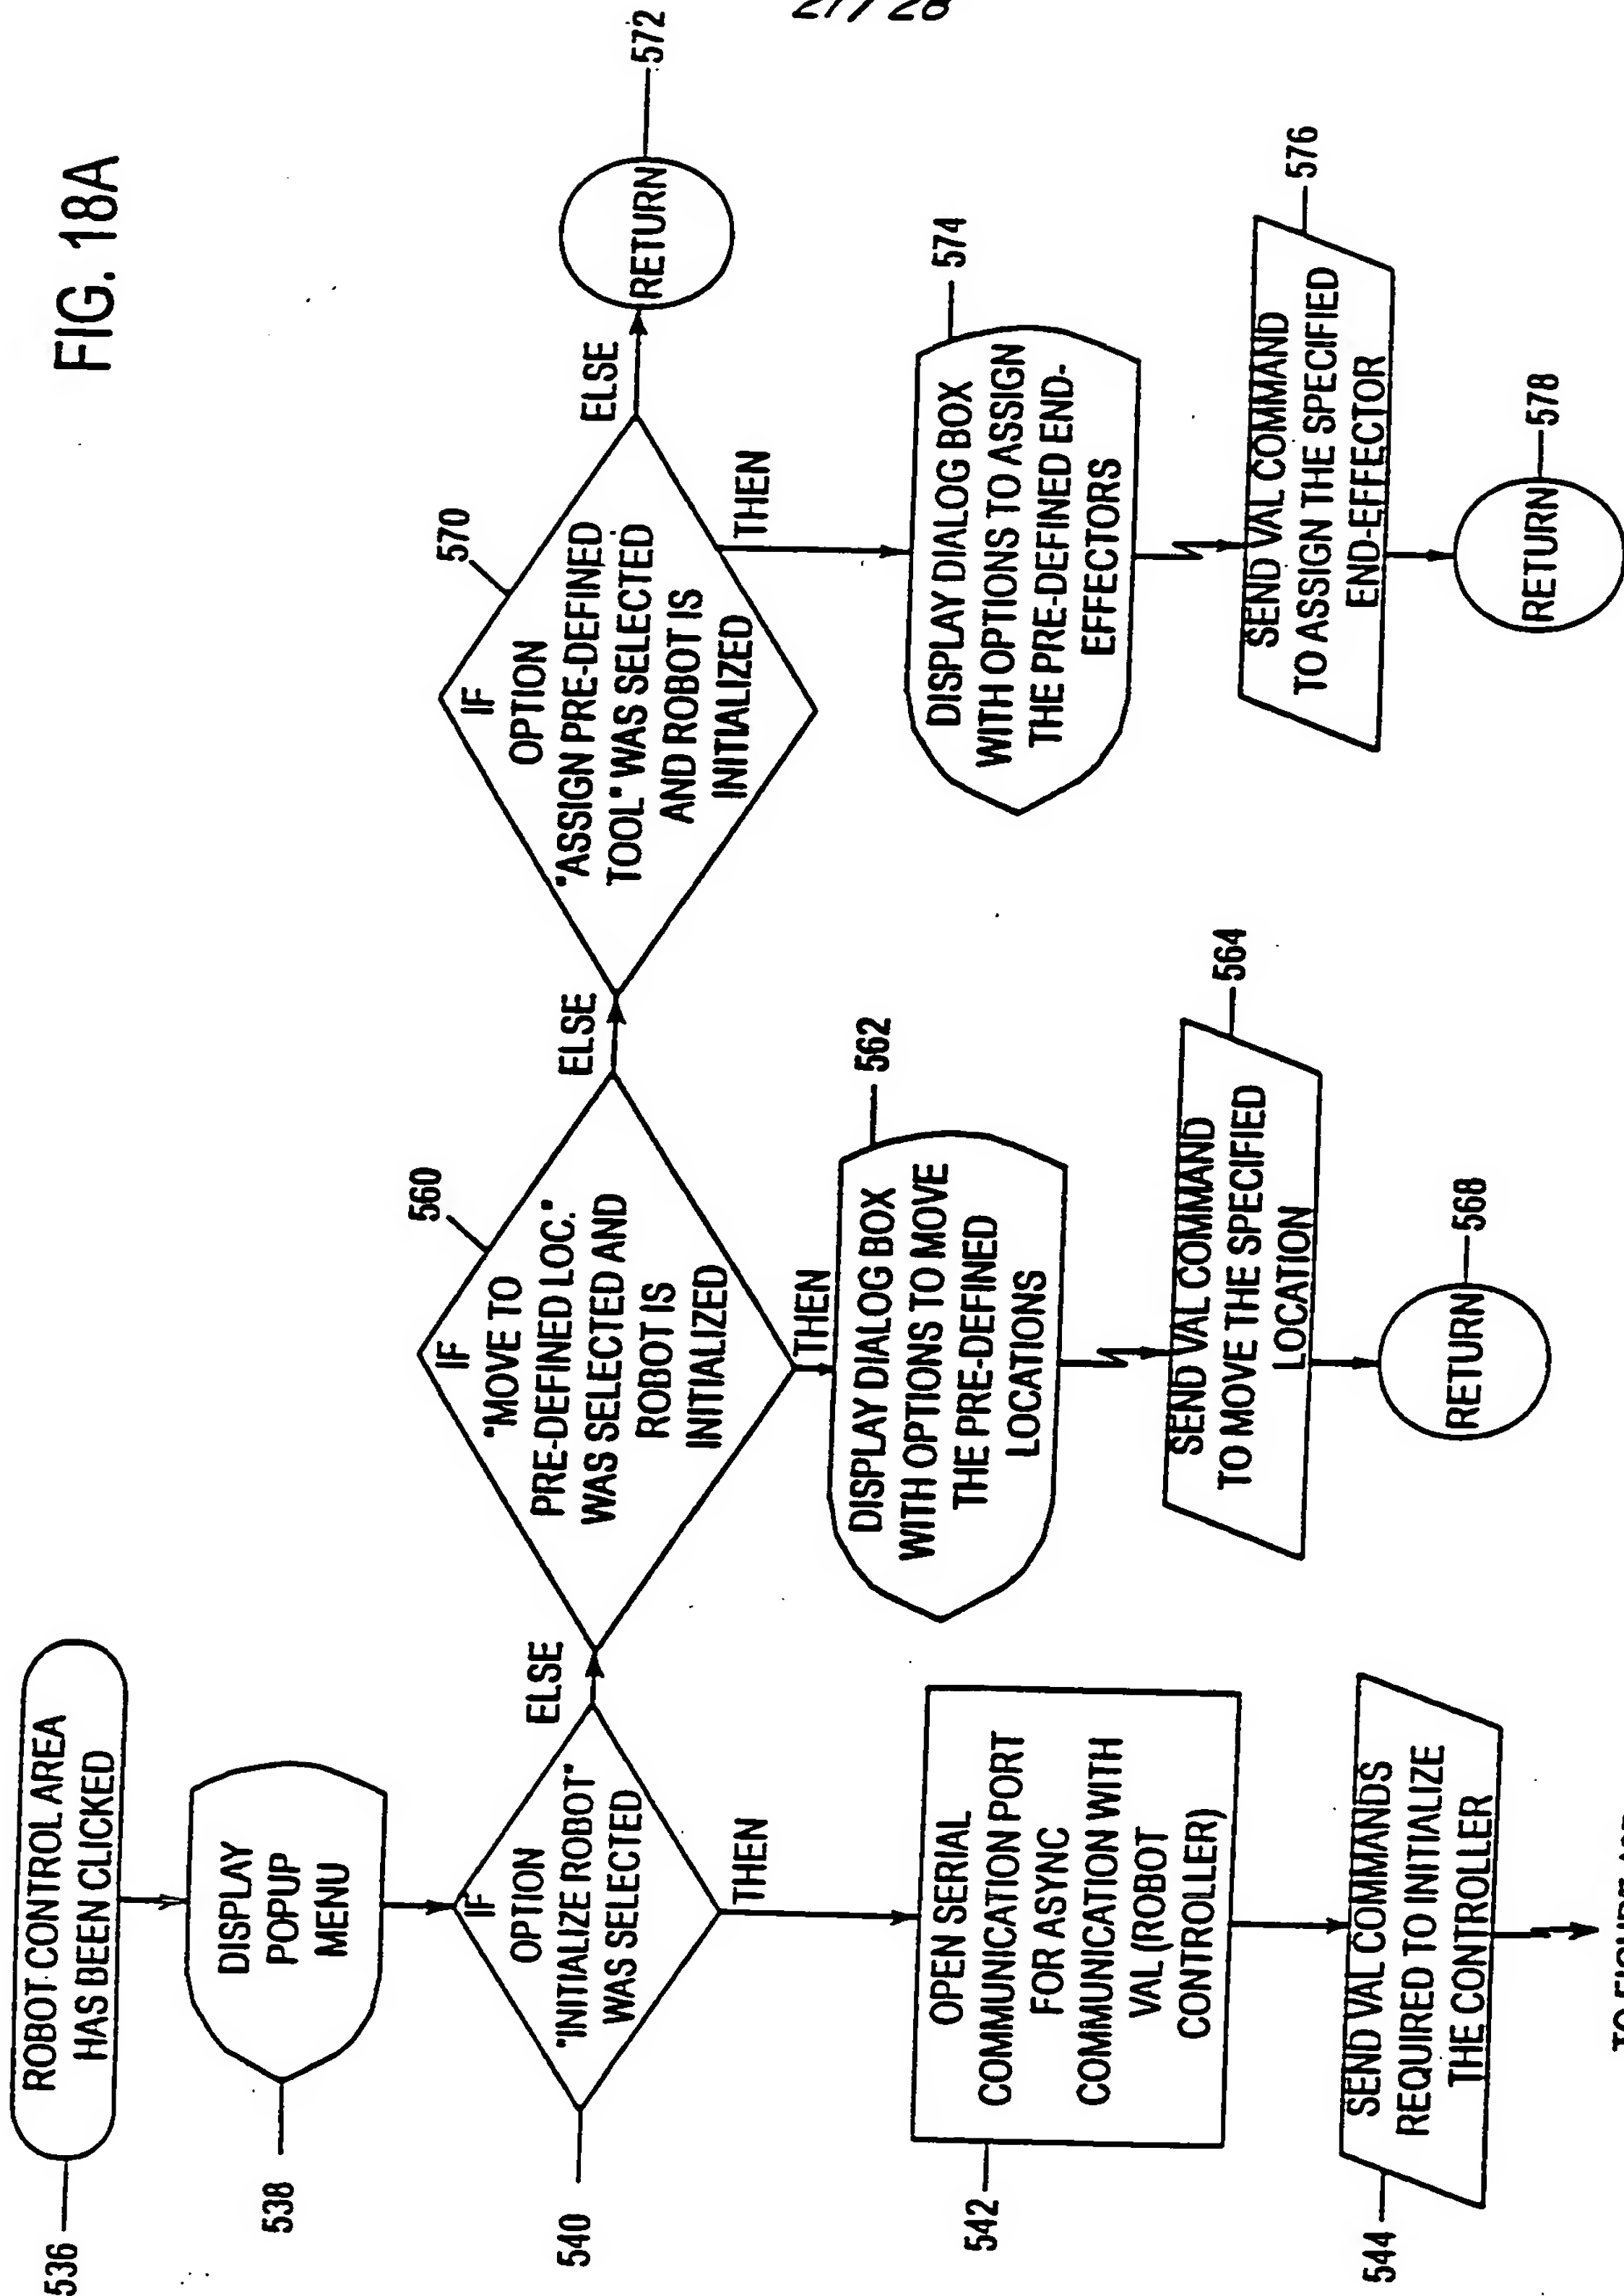 21/28
FIG. 18A
536
ROBOT CONTROL AREA
HAS BEEN CLICKED
538
DISPLAY
POPUP
MENU
540
IF
OPTION
"INITIALIZE ROBOT"
WAS SELECTED
ELSE
THEN
542
OPEN SERIAL
COMMUNICATION PORT
FOR ASYNC
COMMUNICATION WITH
VAL (ROBOT
CONTROLLER)
544
SEND VAL COMMANDS
REQUIRED TO INITIALIZE
THE CONTROLLER
TO FIGURE
560
IF
"MOVE TO
PRE-DEFINED LOC."
WAS SELECTED AND
ROBOT IS
INITIALIZED
ELSE
THEN
562
DISPLAY DIALOG BOX
WITH OPTIONS TO MOVE
THE PRE-DEFINED
LOCATIONS
564
SEND VAL COMMAND
TO MOVE THE SPECIFIED
LOCATION
RETURN
568
570
IF
OPTION
"ASSIGN PRE-DEFINED
TOOL" WAS SELECTED
AND ROBOT IS
INITIALIZED
ELSE
RETURN
572
THEN
574
DISPLAY DIALOG BOX
WITH OPTIONS TO ASSIGN
THE PRE-DEFINED END-
EFFECTORS
576
SEND VAL COMMAND
TO ASSIGN THE SPECIFIED
END-EFFECTOR
RETURN
578